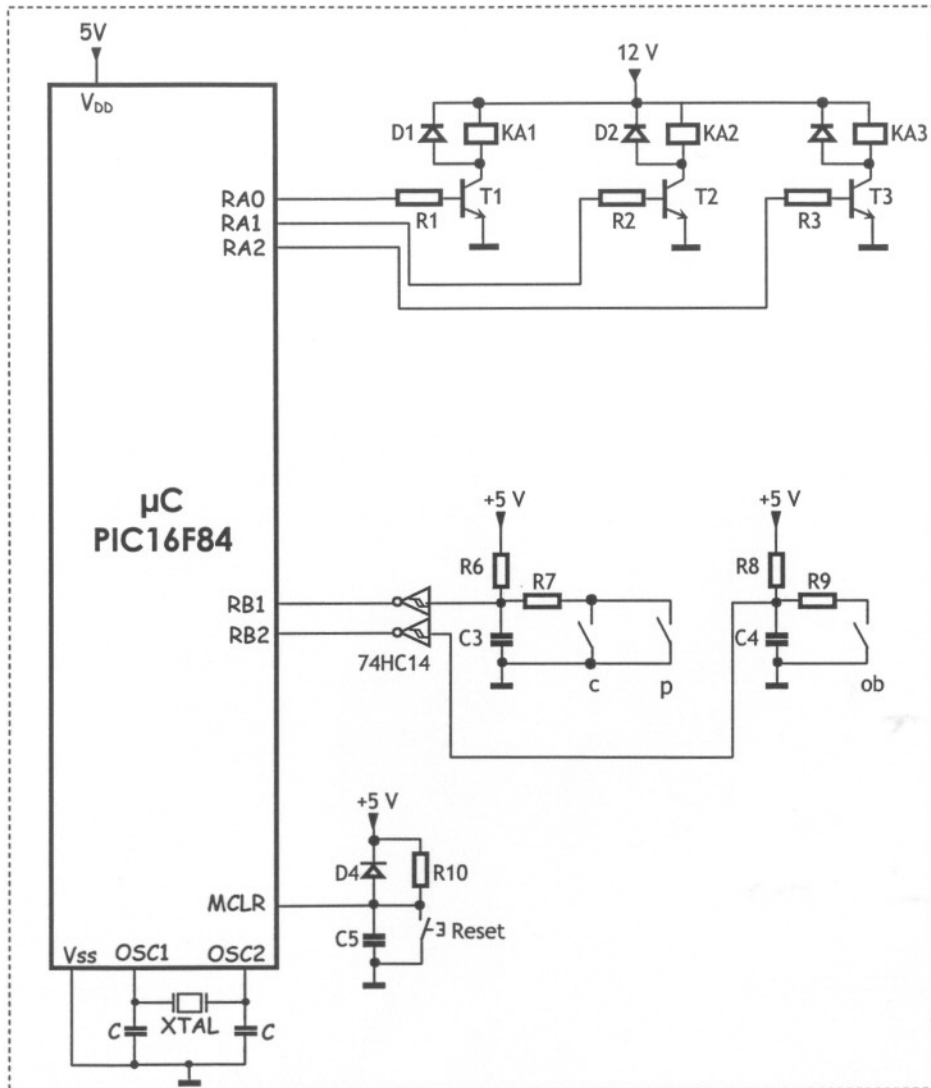 5V
12 V
VDD
D1
KA1
D2
KA2
KA3
RA0
T1
T2
T3
RA1
R1
R2
R3
RA2
µC
PIC16F84
+5 V
+5 V
R6
R7
R8
R9
RB1
RB2
C3
C4
74HC14
c
p
ob
+5 V
D4
R10
MCLR
C5
Reset
Vss
OSC1
OSC2
C
XTAL
C